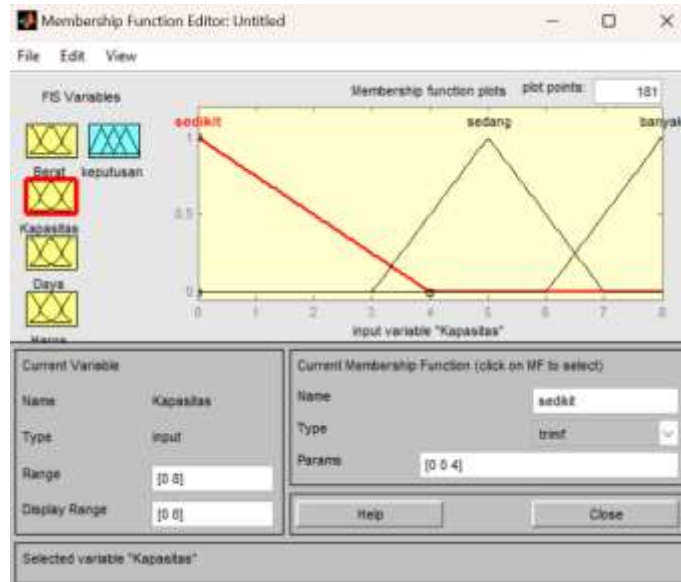 Membership Function Editor: Untitled
File Edit View
FIS Variables
Membership function plots plot points: 181
Berat keputusan
Kapasitas
Daya
Harga
sedikit sedang banyak
1
0.5
0
0 1 2 3 4 5 6 7 8
input variable "Kapasitas"
Current Variable
Name Kapasitas
Type input
Range [0 8]
Display Range [0 8]
Current Membership Function (click on MF to select)
Name sedikit
Type trimf
Params [0 0 4]
Help Close
Selected variable "Kapasitas"